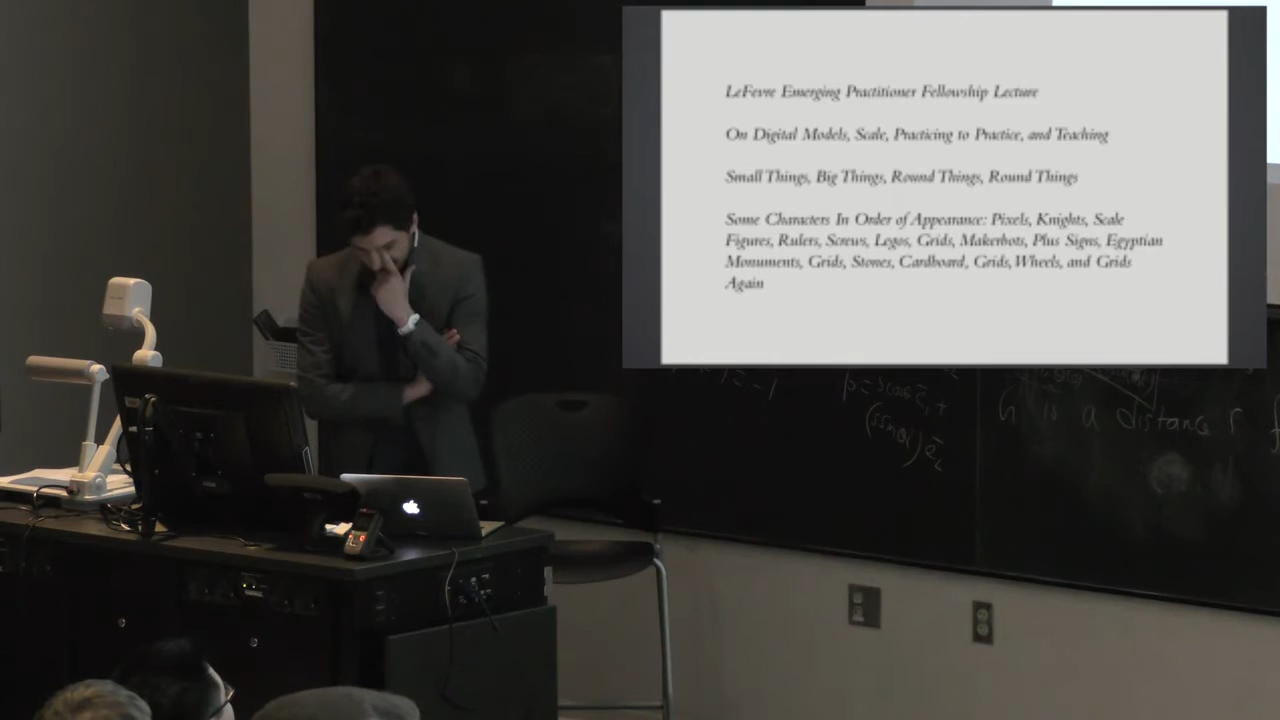 LeFevre Emerging Practitioner Fellowship Lecture
On Digital Models, Scale, Practicing to Practice, and Teaching
Small Things, Big Things, Round Things, Round Things
Some Characters In Order of Appearance: Pixels, Knights, Scale
Figures, Rulers, Screws, Legos, Grids, Makerbots, Plus Signs, Egyptian
Monuments, Grids, Stones, Cardboard, Grids, Wheels, and Grids
Again
is a distance